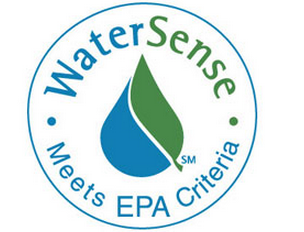 WaterSense
SM
• Meets EPA Criteria •